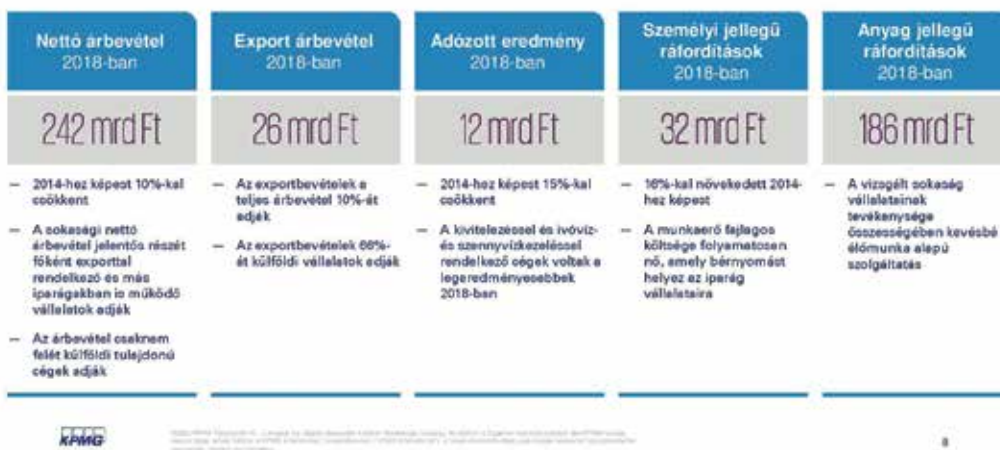 Nettó árbevétel
2018-ban
242 mrd Ft
– 2014-hez képest 10%-kal
csökkent
– A sokasági nettó
árbevétel jelentős részét
főként exporttal
rendelkező és más
iparágakban is működő
vállalatok adják
– Az árbevétel csaknem
felét külföldi tulajdonú
cégek adják
Export árbevétel
2018-ban
26 mrd Ft
– Az exportbevételek a
teljes árbevétel 10%-át
adják
– Az exportbevételek 66%-
át külföldi vállalatok adják
Adózott eredmény
2018-ban
12 mrd Ft
– 2014-hez képest 15%-kal
csökkent
– A kivitelezéssel és ivóvíz-
és szennyvízkezeléssel
rendelkező cégek voltak a
legeredményesebbek
2018-ban
Személyi jellegű
ráfordítások
2018-ban
32 mrd Ft
– 16%-kal növekedett 2014-
hez képest
– A munkaerő fajlagos
költsége folyamatosan
nő, amely bérnyomást
helyez az iparág
vállalataira
Anyag jellegű
ráfordítások
2018-ban
186 mrd Ft
– A vizsgált sokaság
vállalatainak
tevékenysége
összességében kevésbé
élőmunka alapú
szolgáltatás
KPMG
8